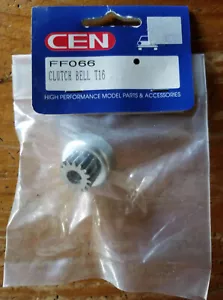 CEN
FF066
CLUTCH BELL T16
HIGH PERFORMANCE MODEL PARTS & ACCESSORIES